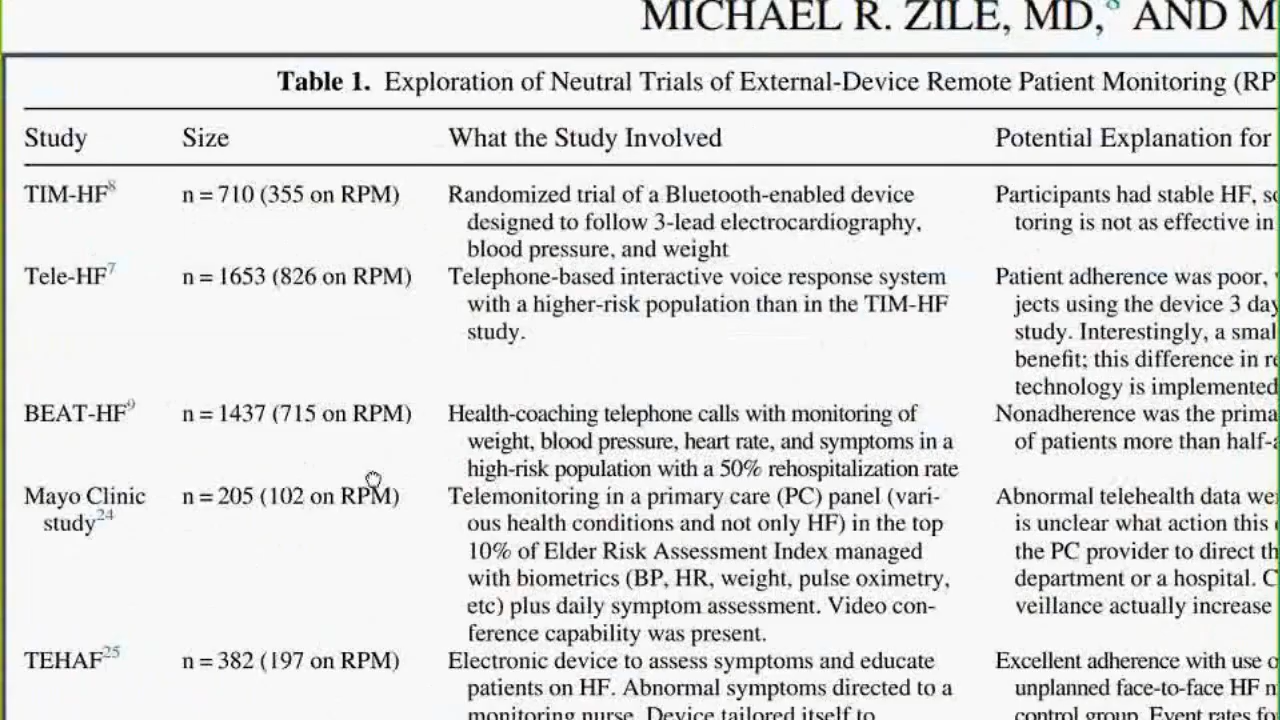 MICHAEL R. ZILE, MD,8 AND M
Table 1. Exploration of Neutral Trials of External-Device Remote Patient Monitoring (RP
Study Size What the Study Involved Potential Explanation for
TIM-HF8 n = 710 (355 on RPM) Randomized trial of a Bluetooth-enabled device Participants had stable HF, so
designed to follow 3-lead electrocardiography, toring is not as effective in
blood pressure, and weight
Tele-HF7 n = 1653 (826 on RPM) Telephone-based interactive voice response system Patient adherence was poor,
with a higher-risk population than in the TIM-HF jects using the device 3 day
study. study. Interestingly, a smal
benefit; this difference in re
technology is implemented
BEAT-HF9 n = 1437 (715 on RPM) Health-coaching telephone calls with monitoring of Nonadherence was the prima
weight, blood pressure, heart rate, and symptoms in a of patients more than half-a
high-risk population with a 50% rehospitalization rate
Mayo Clinic n = 205 (102 on RPM) Telemonitoring in a primary care (PC) panel (vari- Abnormal telehealth data we
study24 ous health conditions and not only HF) in the top is unclear what action this
10% of Elder Risk Assessment Index managed the PC provider to direct th
with biometrics (BP, HR, weight, pulse oximetry, department or a hospital. C
etc) plus daily symptom assessment. Video con- veillance actually increase
ference capability was present.
TEHAF25 n = 382 (197 on RPM) Electronic device to assess symptoms and educate Excellent adherence with use o
patients on HF. Abnormal symptoms directed to a unplanned face-to-face HF n
monitoring nurse. Device tailored itself to control group. Event rates fo